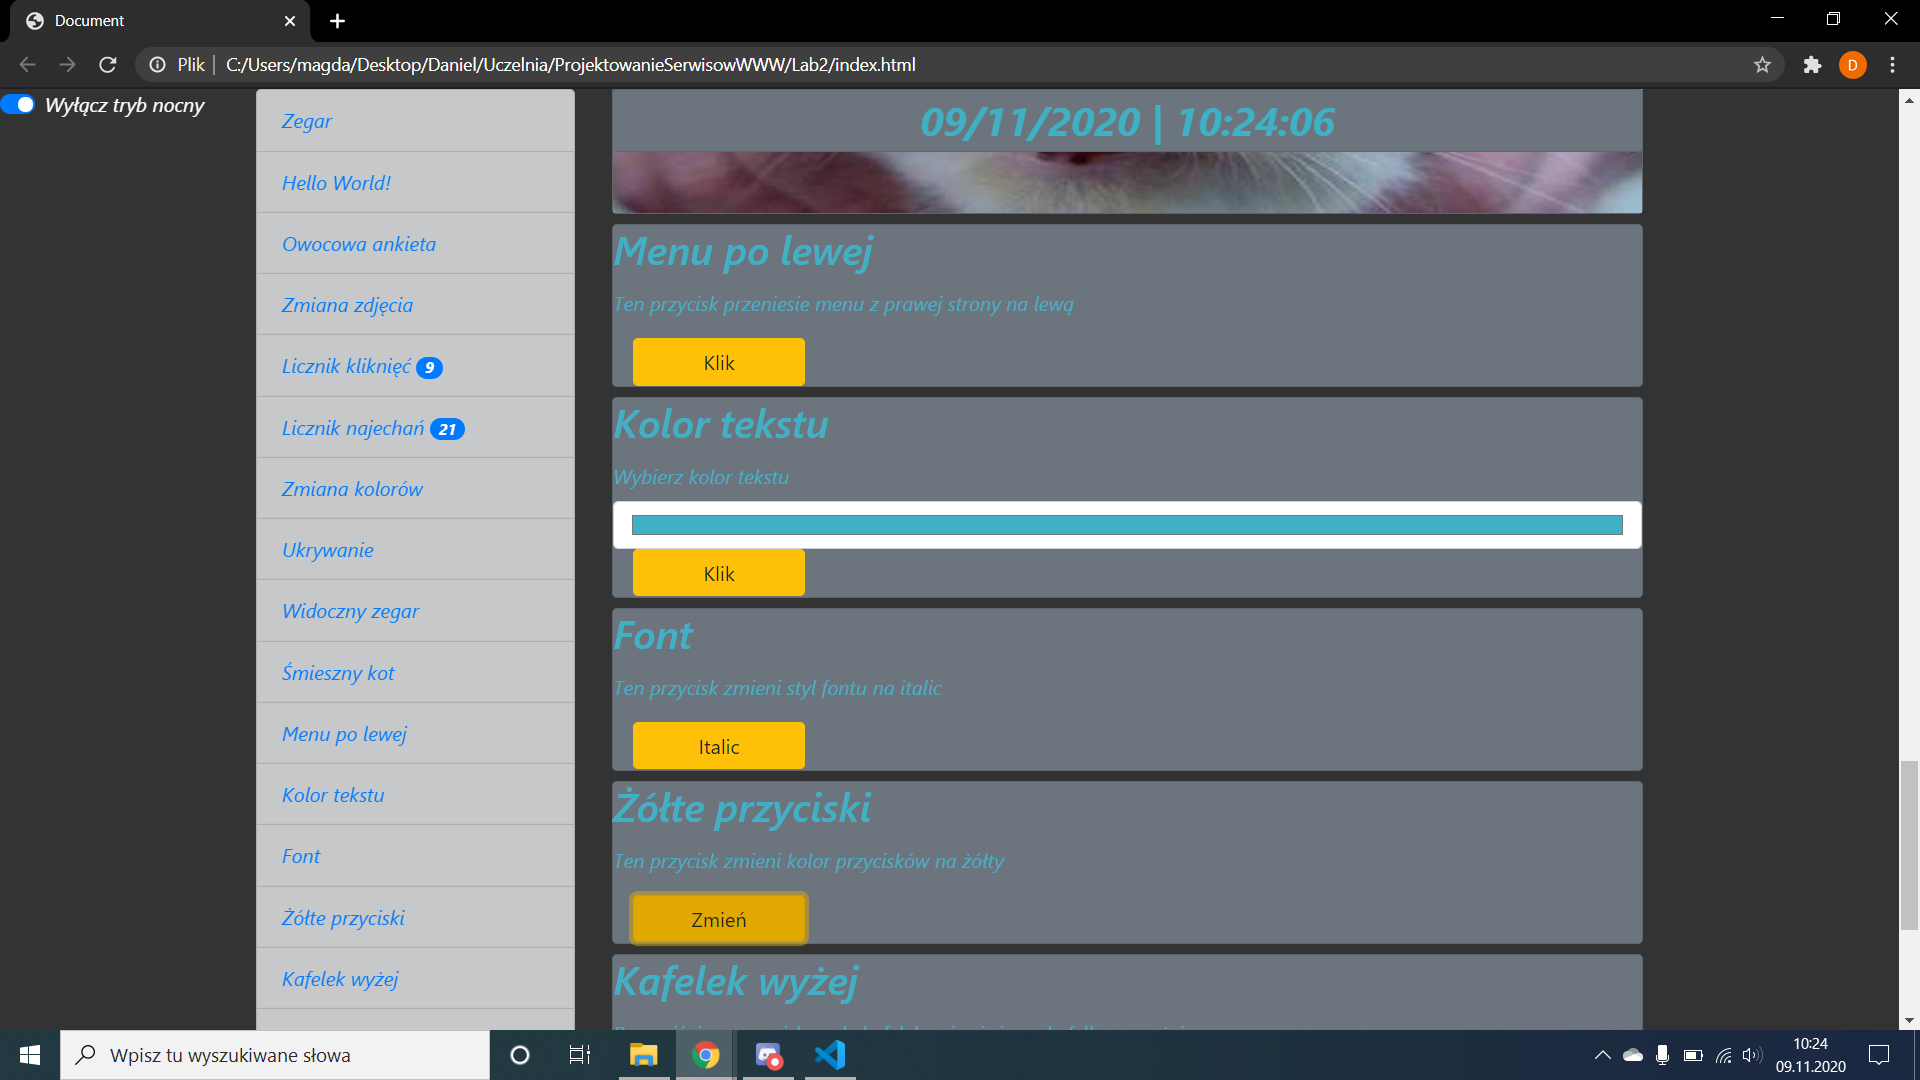 Document
Plik
C:/Users/magda/Desktop/Daniel/Uczelnia/ProjektowanieSerwisowWWW/Lab2/index.html
D
Wyłącz tryb nocny
Zegar
Hello World!
Owocowa ankieta
Zmiana zdjęcia
Licznik kliknięć 9
Licznik najechań 21
Zmiana kolorów
Ukrywanie
Widoczny zegar
Śmieszny kot
Menu po lewej
Kolor tekstu
Font
Żółte przyciski
Kafelek wyżej
09/11/2020 | 10:24:06
Menu po lewej
Ten przycisk przeniesie menu z prawej strony na lewą
Klik
Kolor tekstu
Wybierz kolor tekstu
Klik
Font
Ten przycisk zmieni styl fontu na italic
Italic
Żółte przyciski
Ten przycisk zmieni kolor przycisków na żółty
Zmień
Kafelek wyżej
Wpisz tu wyszukiwane słowa
10:24
09.11.2020